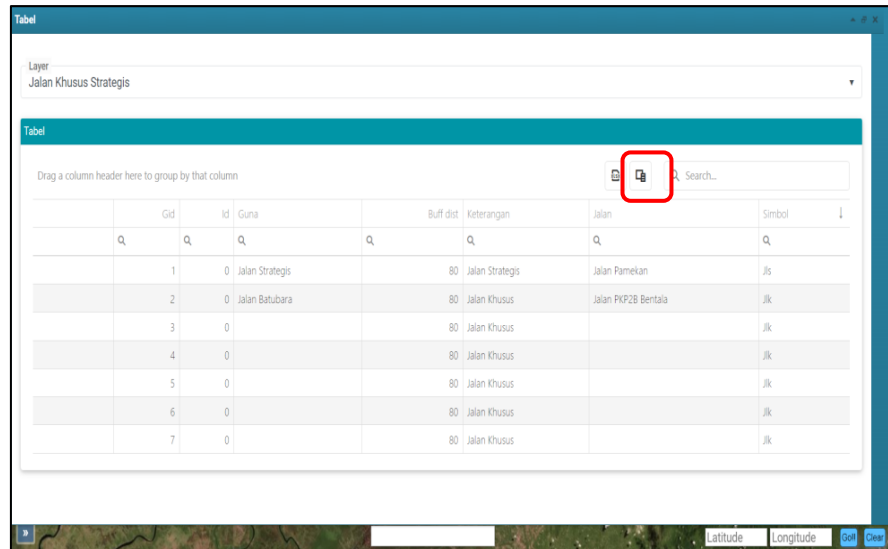 Tabel
Layer
Jalan Khusus Strategis
Tabel
Drag a column header here to group by that column
Search...
Gid Id Guna Buff dist Keterangan Jalan Simbol
1 0 Jalan Strategis 80 Jalan Strategis Jalan Pamekan Jls
2 0 Jalan Batubara 80 Jalan Khusus Jalan PKP2B Bentala Jlk
3 0 80 Jalan Khusus Jlk
4 0 80 Jalan Khusus Jlk
5 0 80 Jalan Khusus Jlk
6 0 80 Jalan Khusus Jlk
7 0 80 Jalan Khusus Jlk
Latitude Longitude Go!! Clear